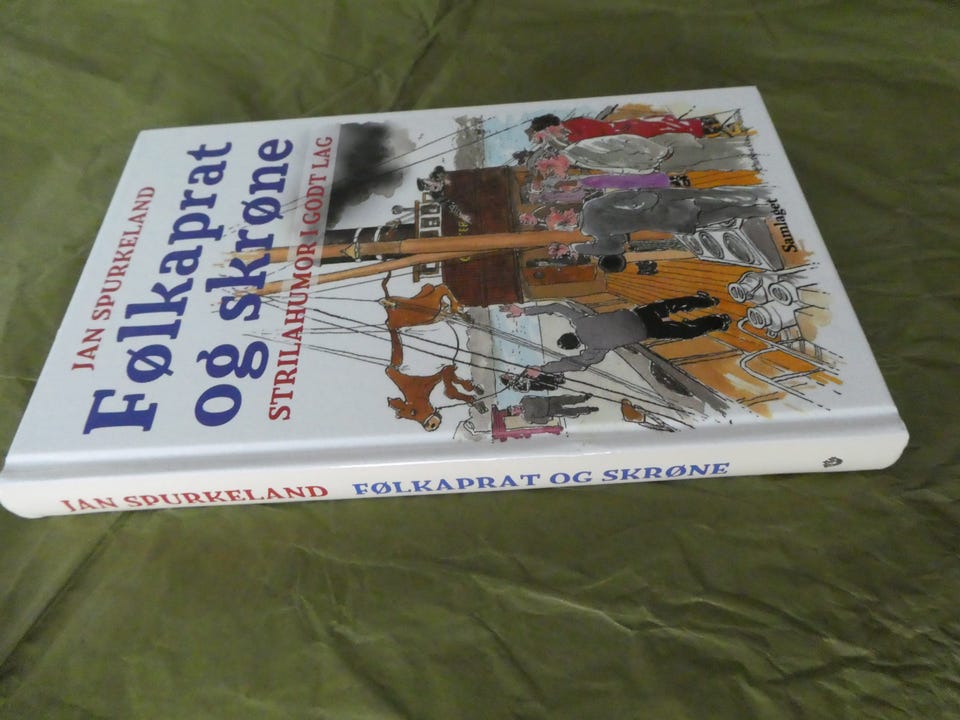 JAN SPURKELAND
Følkaprat
og skrøne
STRILAHUMOR I GODT LAG
Samlaget
JAN SPURKELAND FØLKAPRAT OG SKRØNE